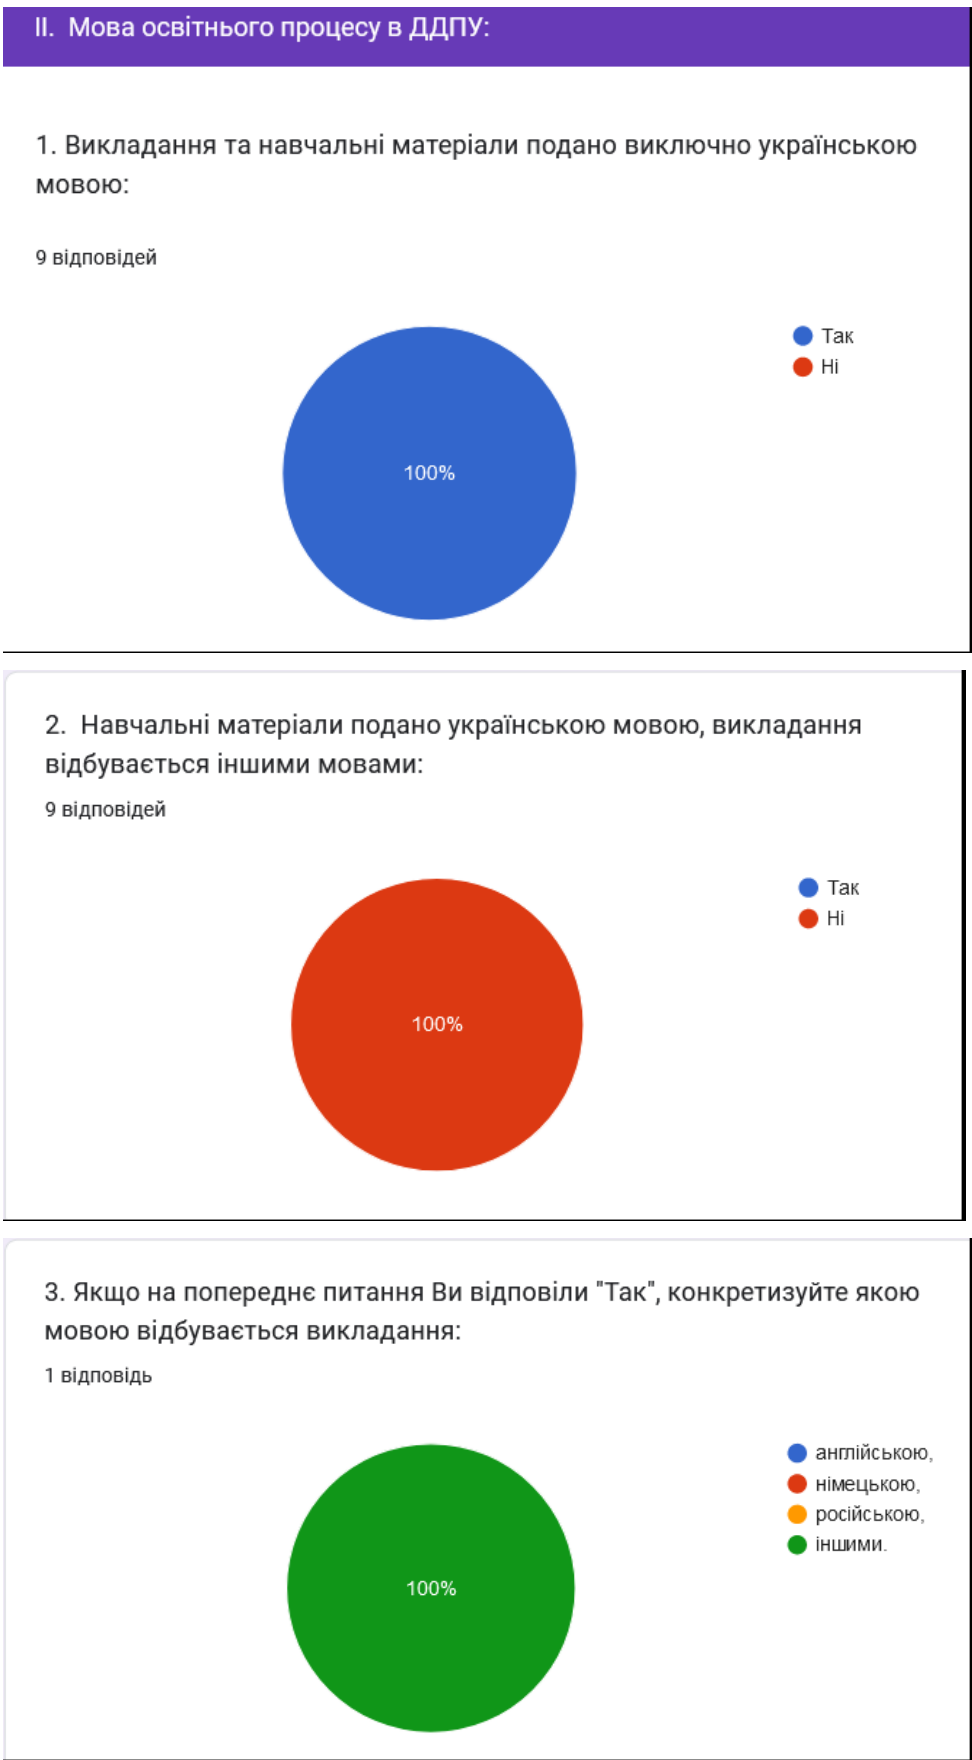 II. Мова освітнього процесу в ДДПУ:
1. Викладання та навчальні матеріали подано виключно українською
мовою:
9 відповідей
Так
Ні
100%
2. Навчальні матеріали подано українською мовою, викладання
відбувається іншими мовами:
9 відповідей
Так
Ні
100%
3. Якщо на попереднє питання Ви відповіли "Так", конкретизуйте якою
мовою відбувається викладання:
1 відповідь
англійською,
німецькою,
російською,
іншими.
100%